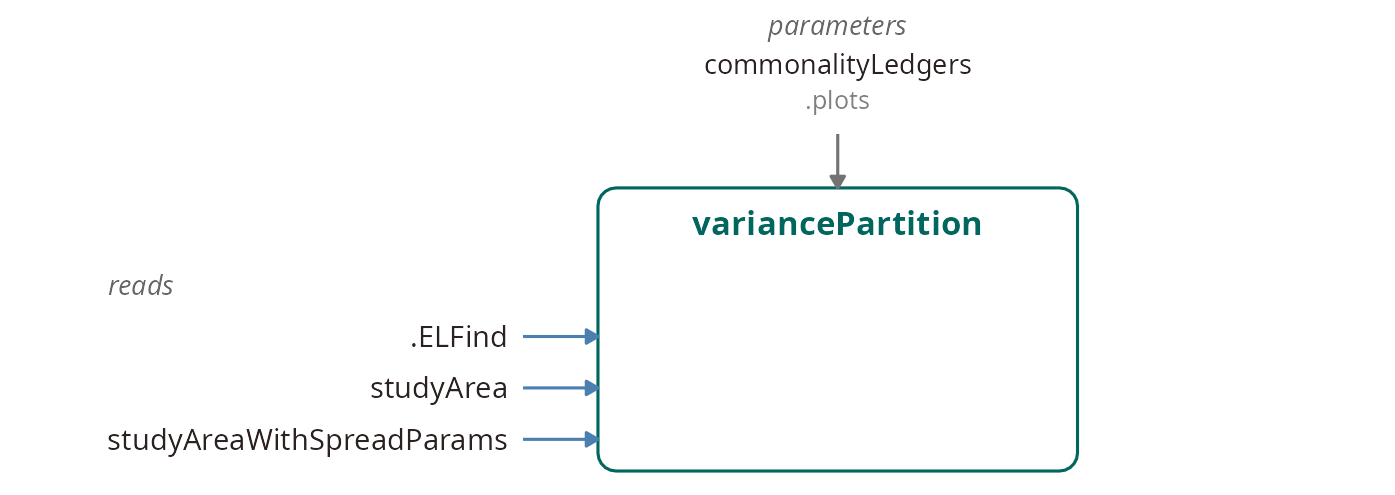 parameters
commonalityLedgers
.plots
variancePartition
reads
.ELFind
studyArea
studyAreaWithSpreadParams